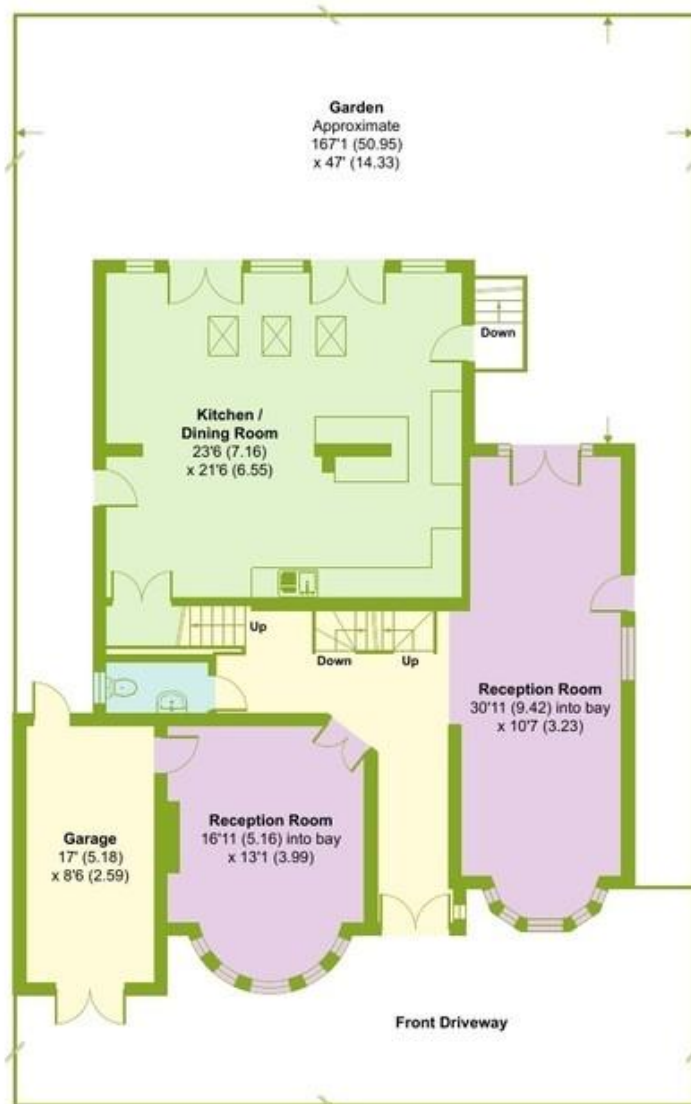 Garden
Approximate
167'1 (50.95)
x 47' (14.33)
Down
Kitchen /
Dining Room
23'6 (7.16)
x 21'6 (6.55)
Up
Down
Up
Reception Room
30'11 (9.42) into bay
x 10'7 (3.23)
Reception Room
16'11 (5.16) into bay
x 13'1 (3.99)
Garage
17' (5.18)
x 8'6 (2.59)
Front Driveway